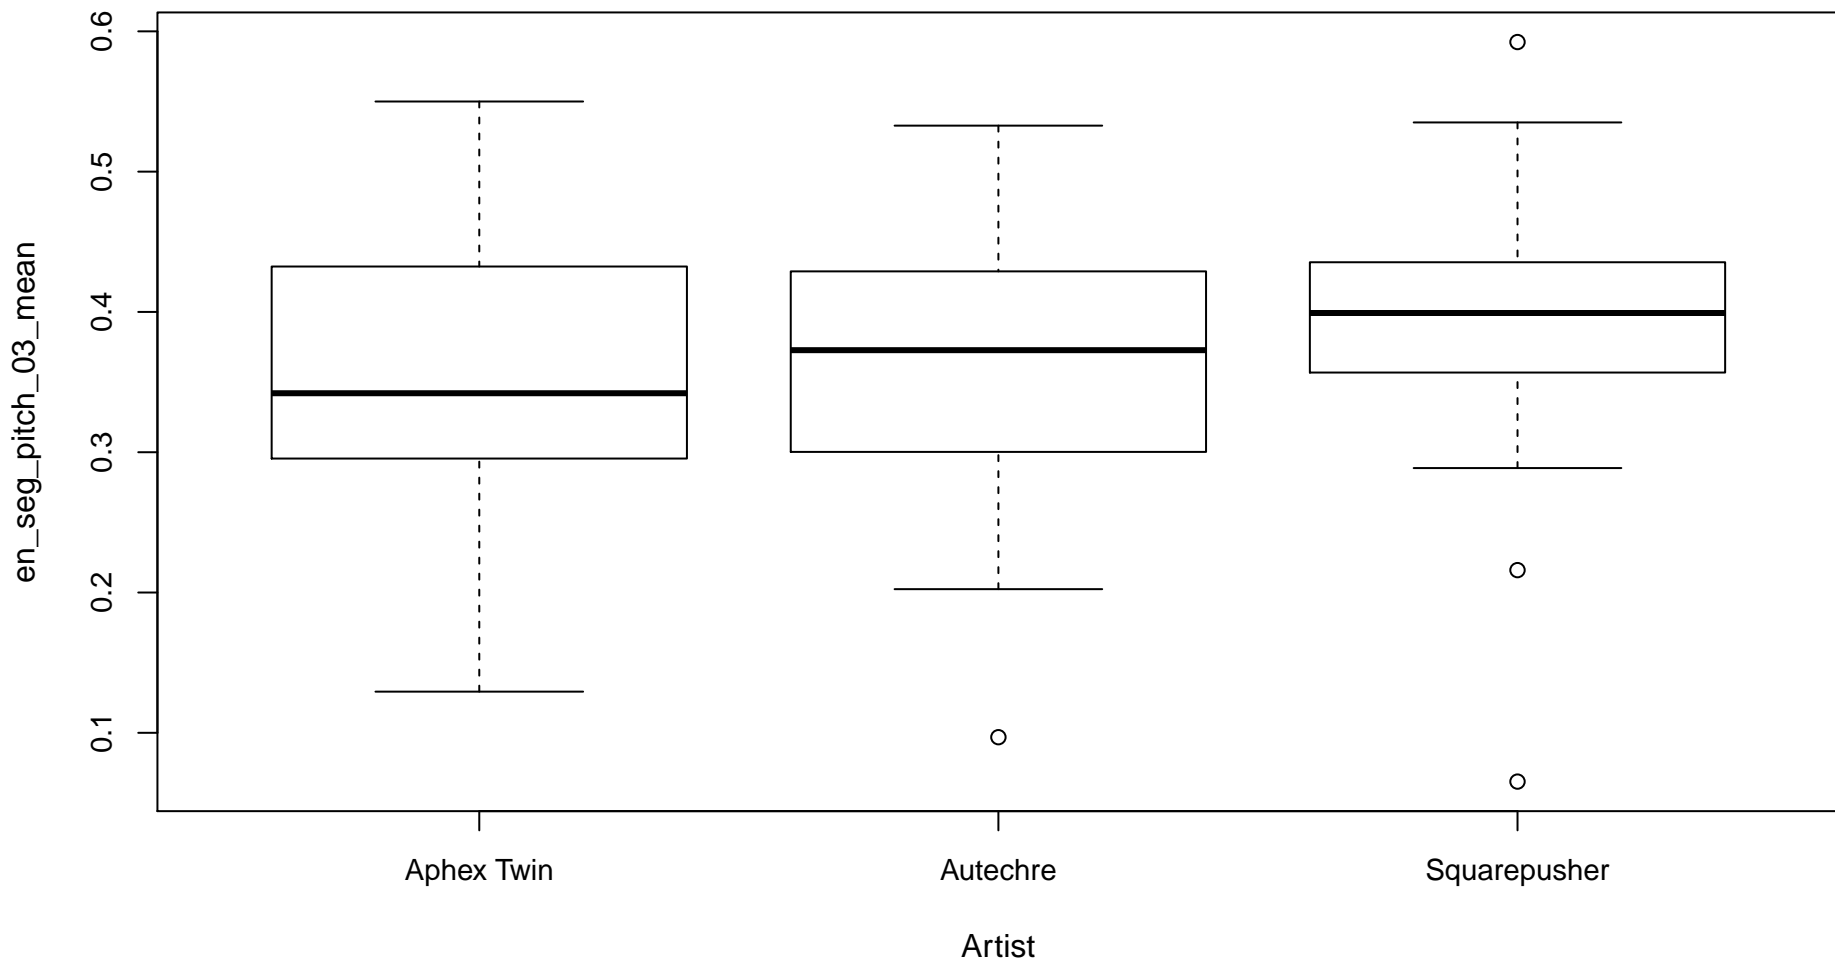 en_seg_pitch_03_mean
0.6
0.5
0.4
0.3
0.2
0.1
Aphex Twin
Autechre
Squarepusher
Artist